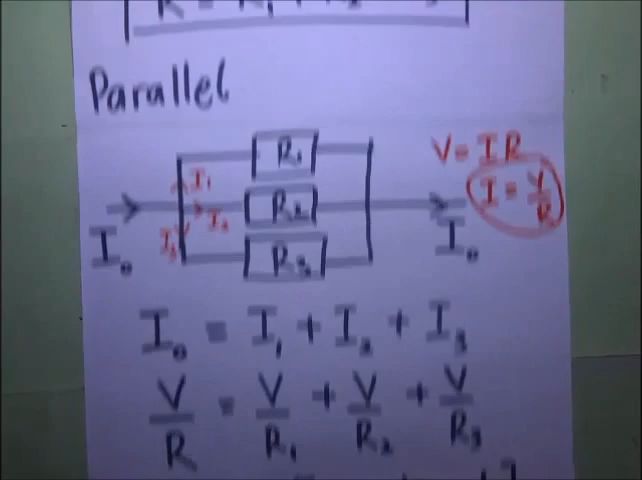 Parallel
R₁
V = IR
I₁
I = V/R
R₂
I₂
I₀
I₃
I₀
R₃
I₀ = I₁ + I₂ + I₃
V/R = V/R₁ + V/R₂ + V/R₃